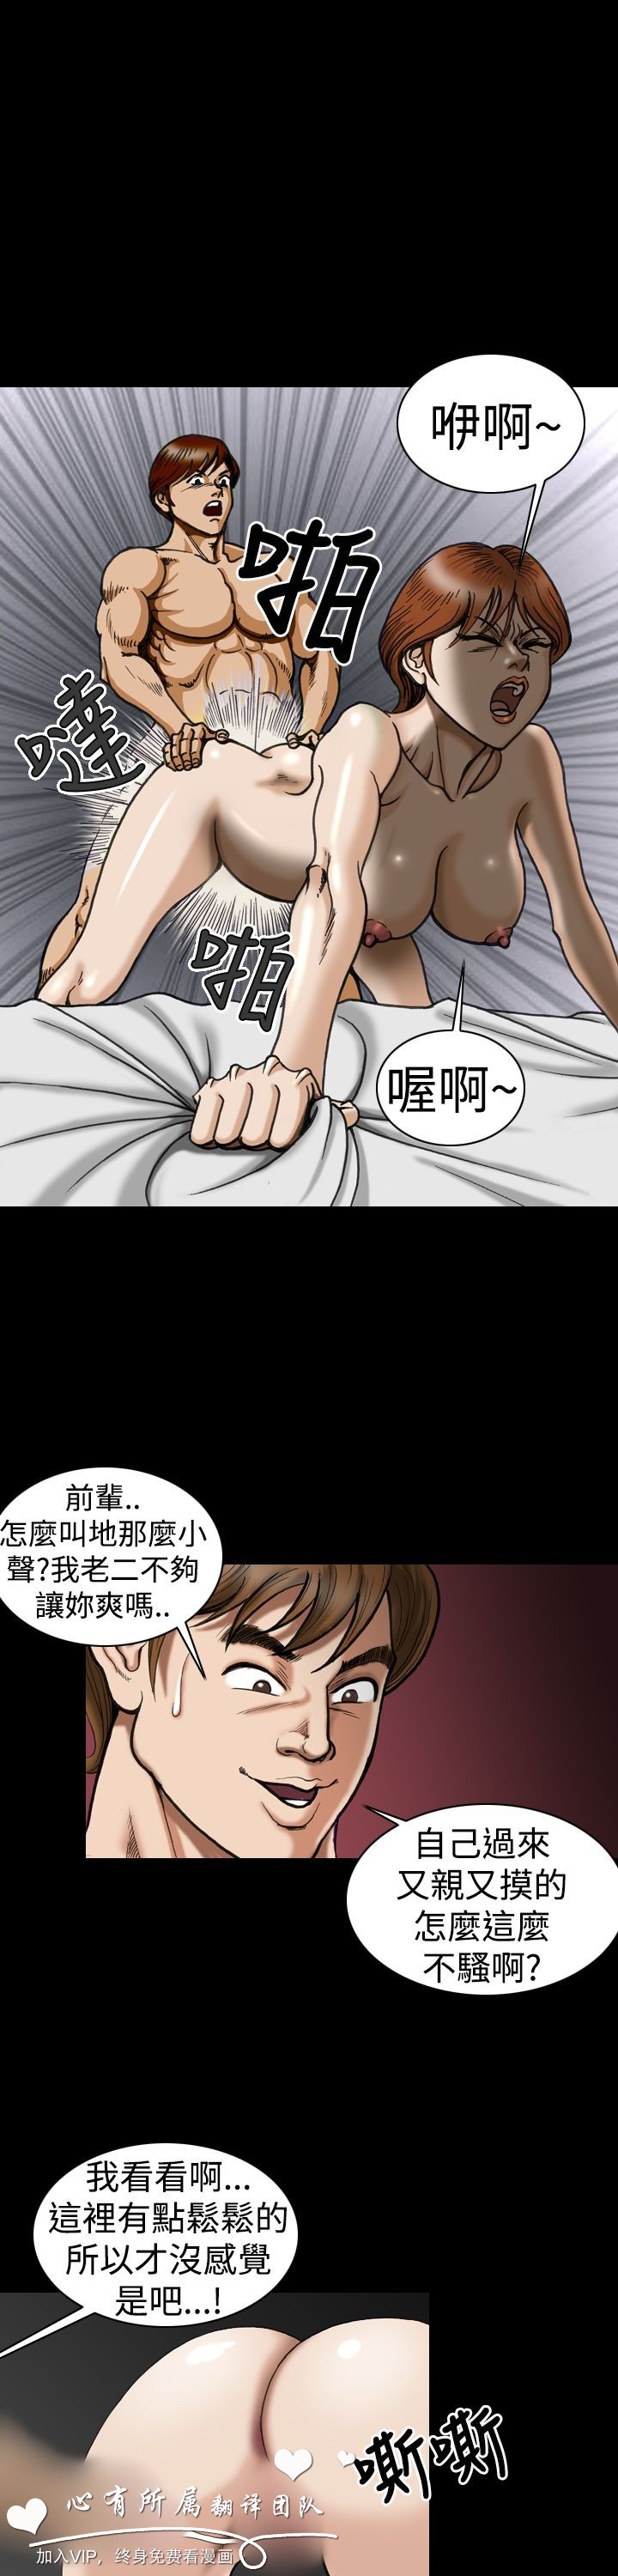 咿啊~
啪
噠
啪
喔啊~
前輩..
怎麼叫地那麼小
聲?我老二不夠
讓妳爽嗎..
自己過來
又親又摸的
怎麼這麼
不騷啊?
我看看啊...
這裡有點鬆鬆的
所以才沒感覺
是吧...!
嘶嘶
心有所属翻译团队
加入VIP，终身免费看漫画